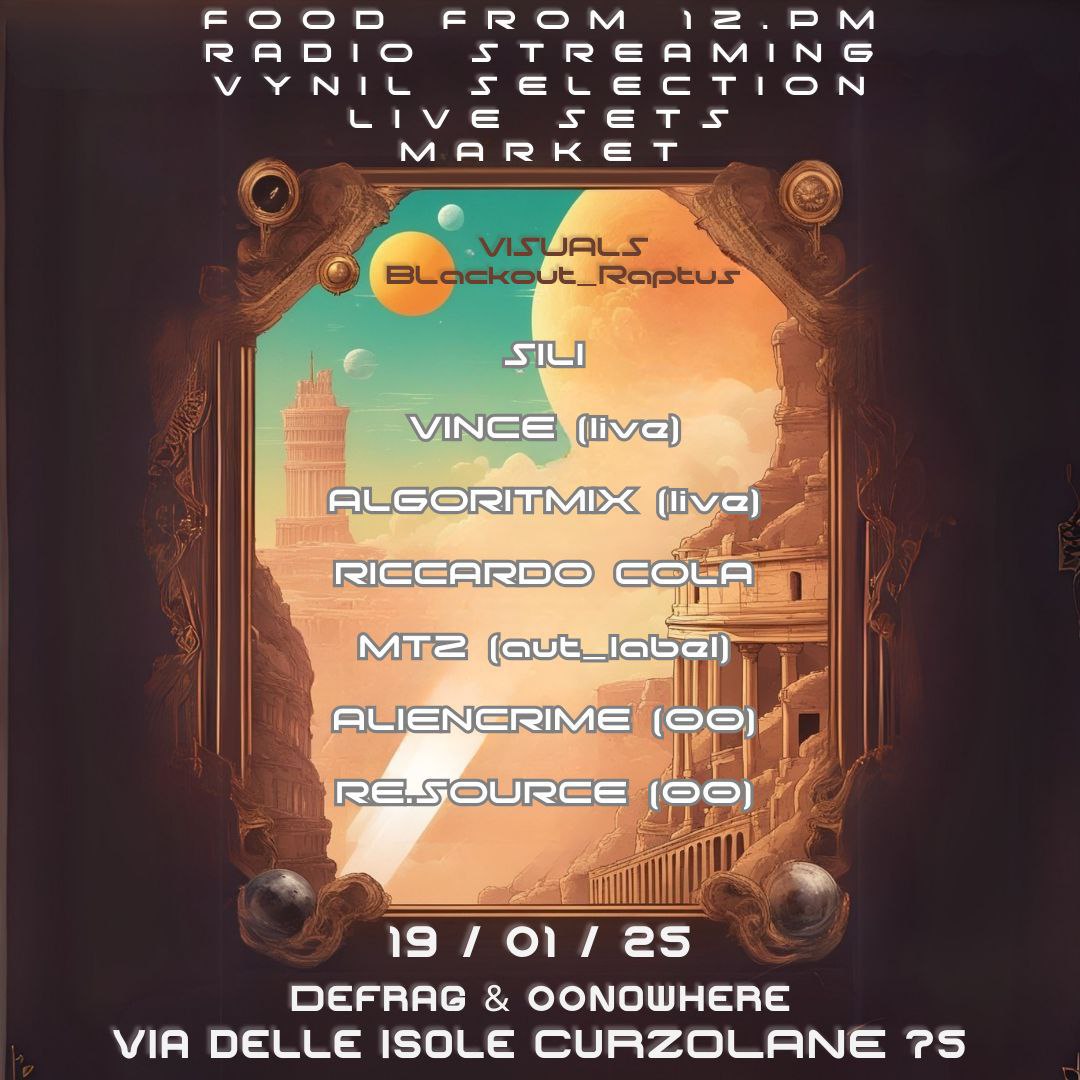 FOOD FROM 12.PM
RADIO STREAMING
VYNIL SELECTION
LIVE SETS
MARKET
VISUALS
BLackout_Raptus
SILI
VINCE (live)
ALGORITMIX (live)
RICCARDO COLA
MTZ (aut_label)
ALIENCRIME (OO)
RE.SOURCE (OO)
19 / 01 / 25
DEFRAG & OONOWHERE
VIA DELLE ISOLE CURZOLANE 75